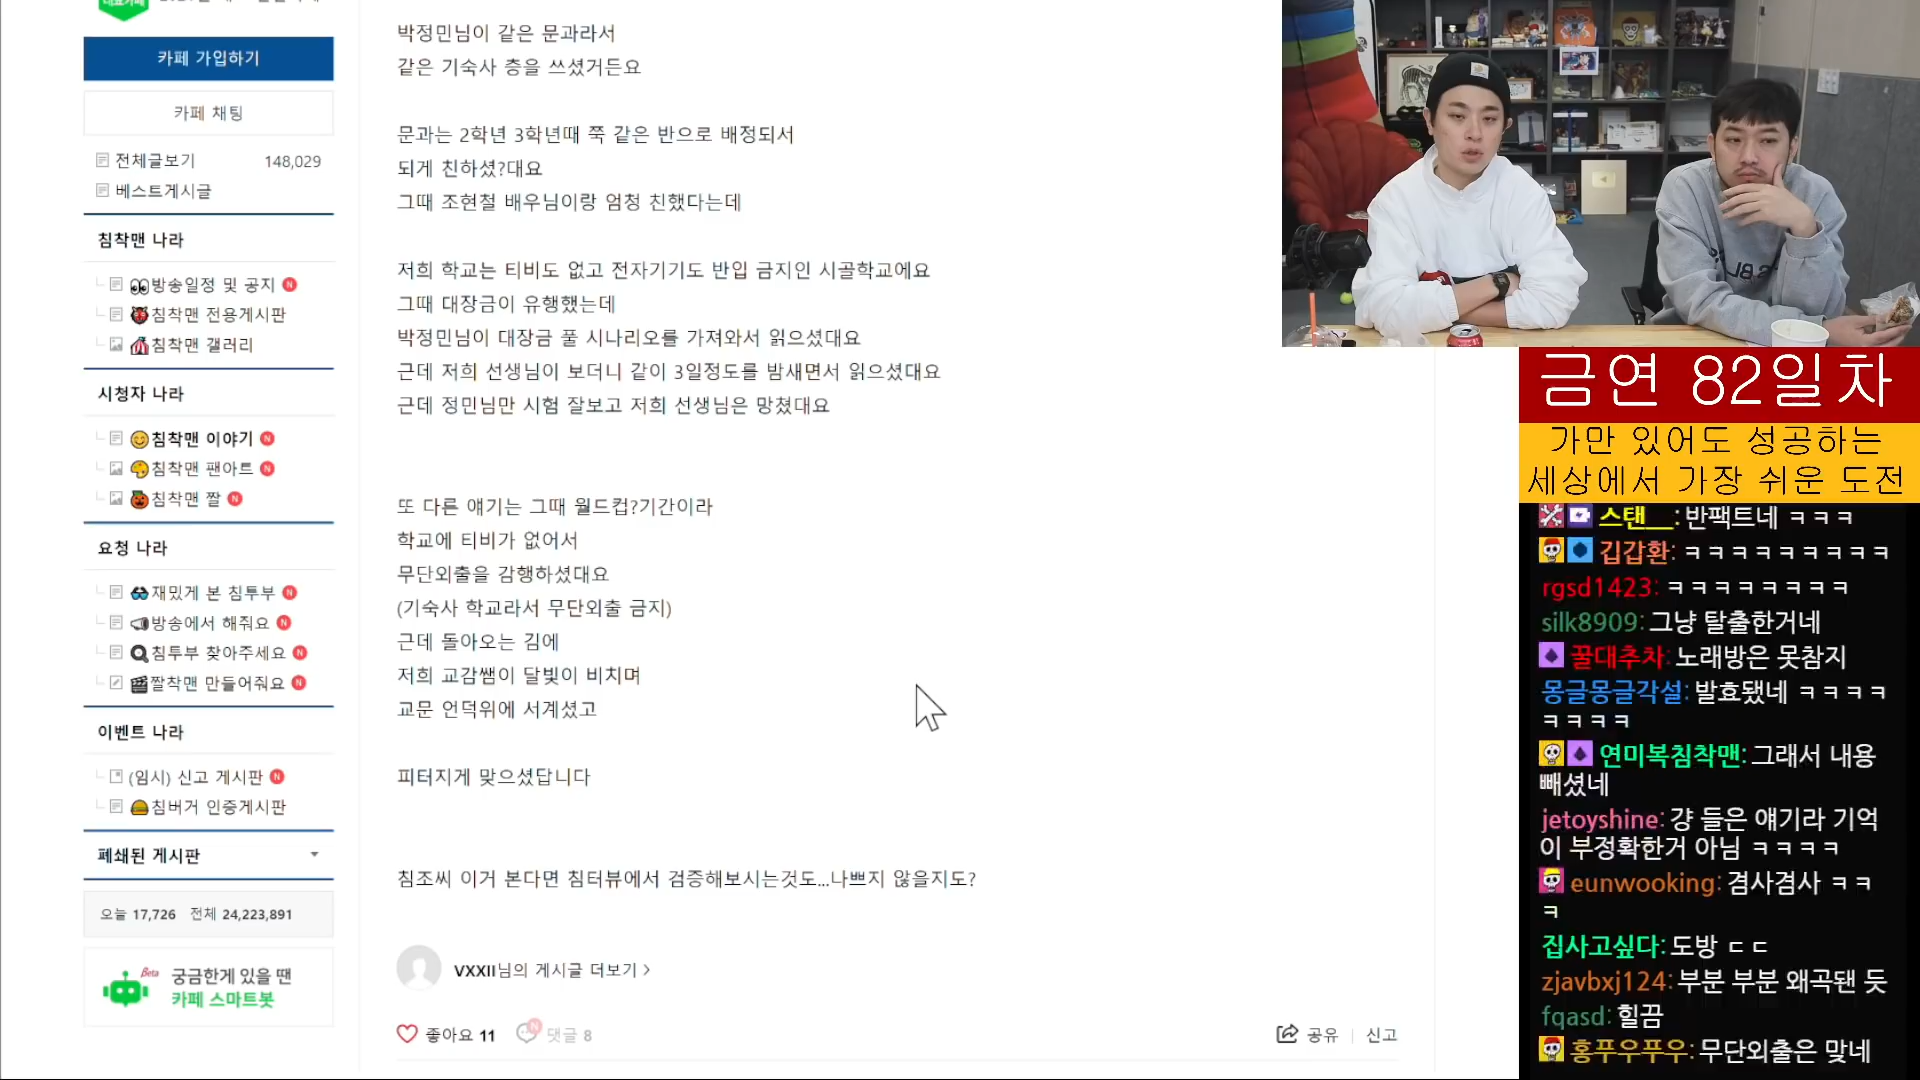 카페 가입하기
카페 채팅
전체글보기 148,029
베스트게시글
침착맨 나라
방송일정 및 공지 N
침착맨 전용게시판
침착맨 갤러리
시청자 나라
침착맨 이야기 N
침착맨 팬아트 N
침착맨 짤 N
요청 나라
재밌게 본 침투부 N
방송에서 해줘요 N
침투부 찾아주세요 N
짤착맨 만들어줘요 N
이벤트 나라
(임시) 신고 게시판 N
침버거 인증게시판
폐쇄된 게시판
오늘 17,726 전체 24,223,891
Beta
궁금한게 있을 땐
카페 스마트봇
박정민님이 같은 문과라서
같은 기숙사 층을 쓰셨거든요
문과는 2학년 3학년때 쭉 같은 반으로 배정되서
되게 친하셨?대요
그때 조현철 배우님이랑 엄청 친했다는데
저희 학교는 티비도 없고 전자기기도 반입 금지인 시골학교에요
그때 대장금이 유행했는데
박정민님이 대장금 풀 시나리오를 가져와서 읽으셨대요
근데 저희 선생님이 보더니 같이 3일정도를 밤새면서 읽으셨대요
근데 정민님만 시험 잘보고 저희 선생님은 망쳤대요
또 다른 얘기는 그때 월드컵?기간이라
학교에 티비가 없어서
무단외출을 감행하셨대요
(기숙사 학교라서 무단외출 금지)
근데 돌아오는 김에
저희 교감쌤이 달빛이 비치며
교문 언덕위에 서계셨고
피터지게 맞으셨답니다
침조씨 이거 본다면 침터뷰에서 검증해보시는것도...나쁘지 않을지도?
VXXII님의 게시글 더보기 >
좋아요 11 N 댓글 8
공유 | 신고
금연 82일차
가만 있어도 성공하는
세상에서 가장 쉬운 도전
스탠__: 반팩트네 ㅋㅋㅋ
김갑환: ㅋㅋㅋㅋㅋㅋㅋㅋㅋ
rgsd1423: ㅋㅋㅋㅋㅋㅋㅋㅋ
silk8909: 그냥 탈출한거네
꿀대추차: 노래방은 못참지
몽글몽글각설: 발효됐네 ㅋㅋㅋㅋ
ㅋㅋㅋㅋ
연미복침착맨: 그래서 내용
빼셨네
jetoyshine: 걍 들은 얘기라 기억
이 부정확한거 아님 ㅋㅋㅋㅋ
eunwooking: 겸사겸사 ㅋㅋ
ㅋ
집사고싶다: 도방 ㄷㄷ
zjavbxj124: 부분 부분 왜곡됀 듯
fqasd: 힐끔
홍푸우푸우: 무단외출은 맞네